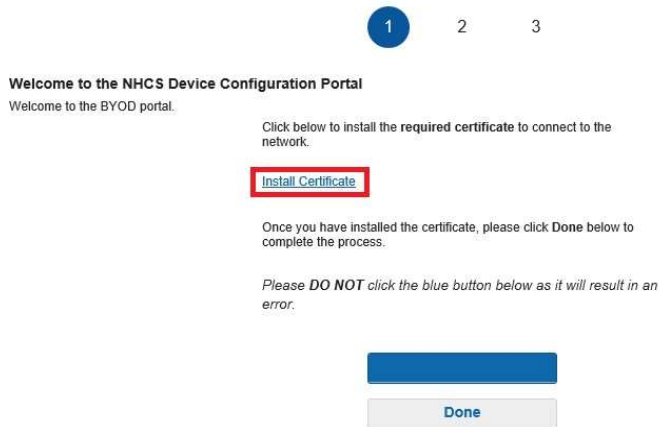 1 2 3
Welcome to the NHCS Device Configuration Portal
Welcome to the BYOD portal.
Click below to install the required certificate to connect to the
network.
Install Certificate
Once you have installed the certificate, please click Done below to
complete the process.
Please DO NOT click the blue button below as it will result in an
error.
Done